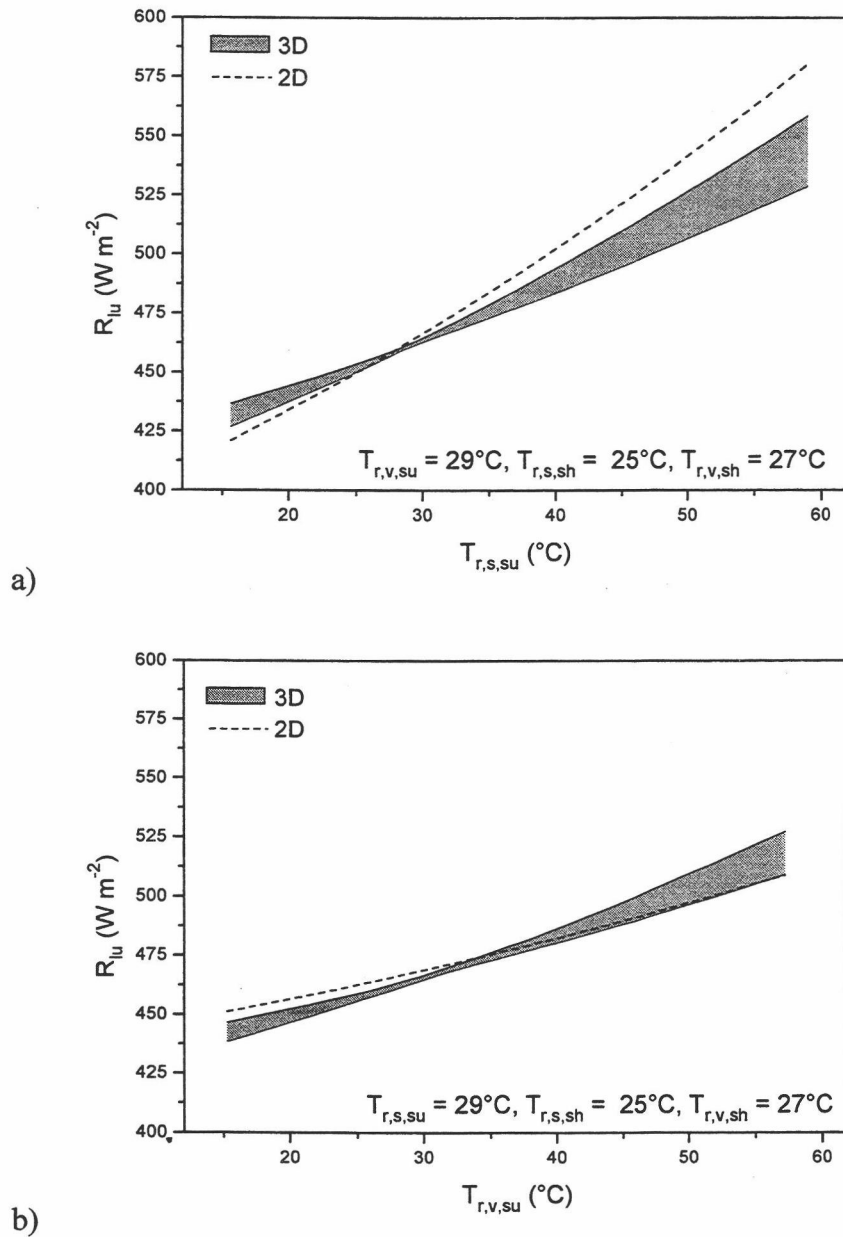 600
575
550
525
500
475
450
425
400
R_lu (W m^-2)
3D
2D
T_r,v,su = 29°C, T_r,s,sh = 25°C, T_r,v,sh = 27°C
20 30 40 50 60
T_r,s,su (°C)
a)
600
575
550
525
500
475
450
425
400
R_lu (W m^-2)
3D
2D
T_r,s,su = 29°C, T_r,s,sh = 25°C, T_r,v,sh = 27°C
20 30 40 50 60
T_r,v,su (°C)
b)